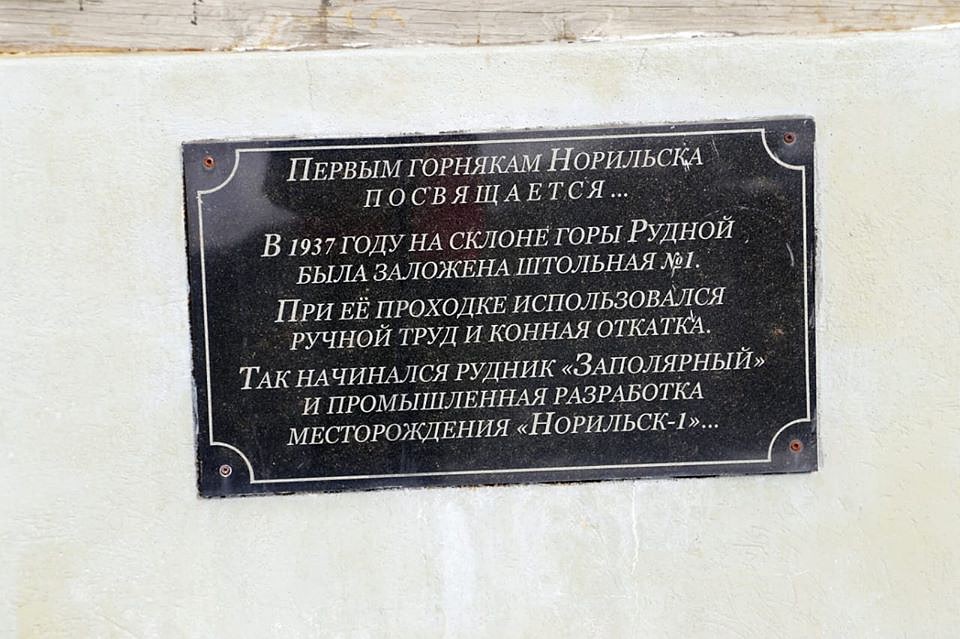 Первым горнякам Норильска
посвящается...
В 1937 году на склоне горы Рудной
была заложена штольная №1.
При её проходке использовался
ручной труд и конная откатка.
Так начинался рудник «Заполярный»
и промышленная разработка
месторождения «Норильск-1»...